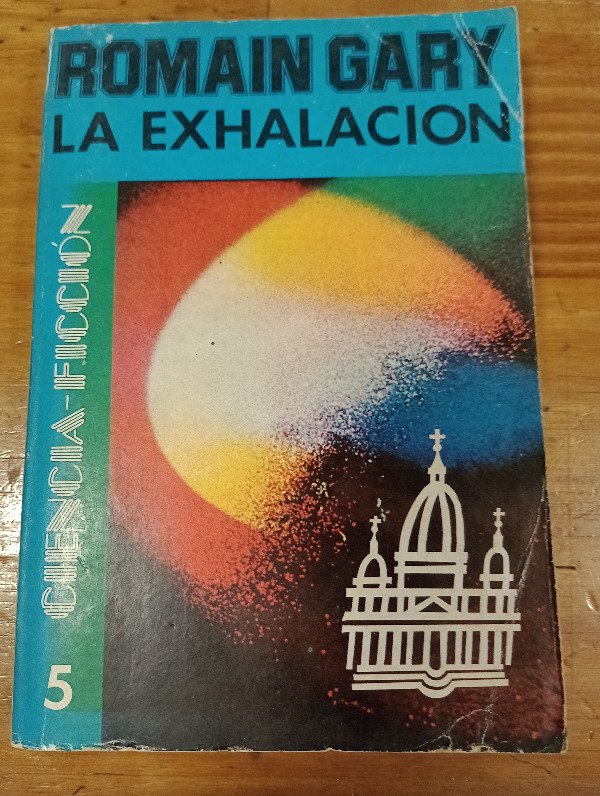 ROMAIN GARY
LA EXHALACION
CIENCIA-FICCIÓN
5